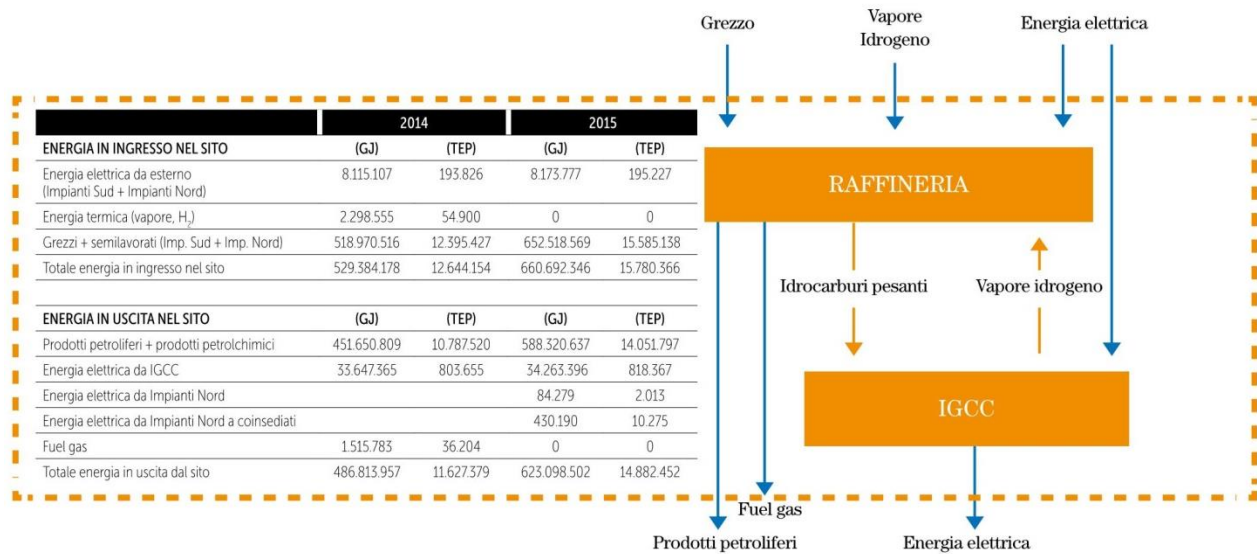 Grezzo
Vapore
Idrogeno
Energia elettrica
2014 2015
ENERGIA IN INGRESSO NEL SITO (GJ) (TEP) (GJ) (TEP)
Energia elettrica da esterno 8.115.107 193.826 8.173.777 195.227
(Impianti Sud + Impianti Nord)
Energia termica (vapore, H₂) 2.298.555 54.900 0 0
Grezzi + semilavorati (Imp. Sud + Imp. Nord) 518.970.516 12.395.427 652.518.569 15.585.138
Totale energia in ingresso nel sito 529.384.178 12.644.154 660.692.346 15.780.366
ENERGIA IN USCITA NEL SITO (GJ) (TEP) (GJ) (TEP)
Prodotti petroliferi + prodotti petrolchimici 451.650.809 10.787.520 588.320.637 14.051.797
Energia elettrica da IGCC 33.647.365 803.655 34.263.396 818.367
Energia elettrica da Impianti Nord 84.279 2.013
Energia elettrica da Impianti Nord a coinsediati 430.190 10.275
Fuel gas 1.515.783 36.204 0 0
Totale energia in uscita dal sito 486.813.957 11.627.379 623.098.502 14.882.452
RAFFINERIA
Idrocarburi pesanti
Vapore idrogeno
IGCC
Fuel gas
Prodotti petroliferi
Energia elettrica